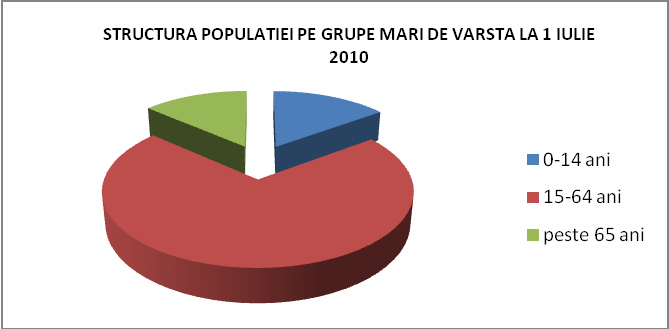 STRUCTURA POPULATIEI PE GRUPE MARI DE VARSTA LA 1 IULIE
2010
0-14 ani
15-64 ani
peste 65 ani